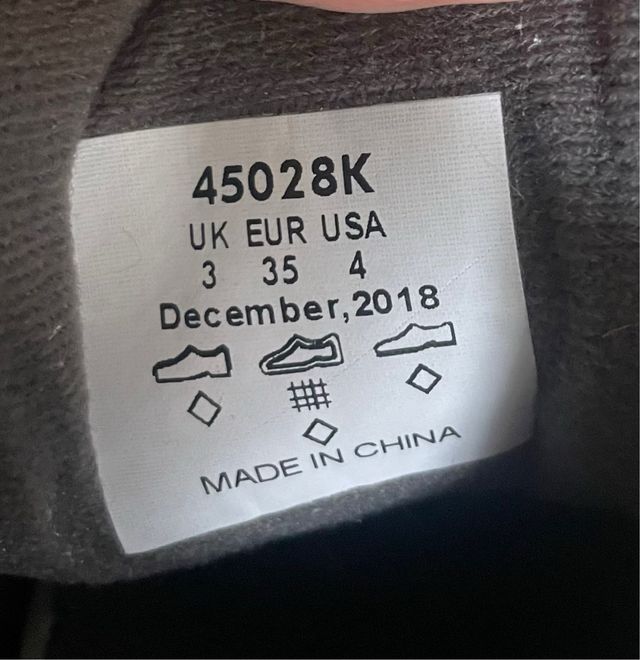 45028K
UK EUR USA
3 35 4
December,2018
MADE IN CHINA